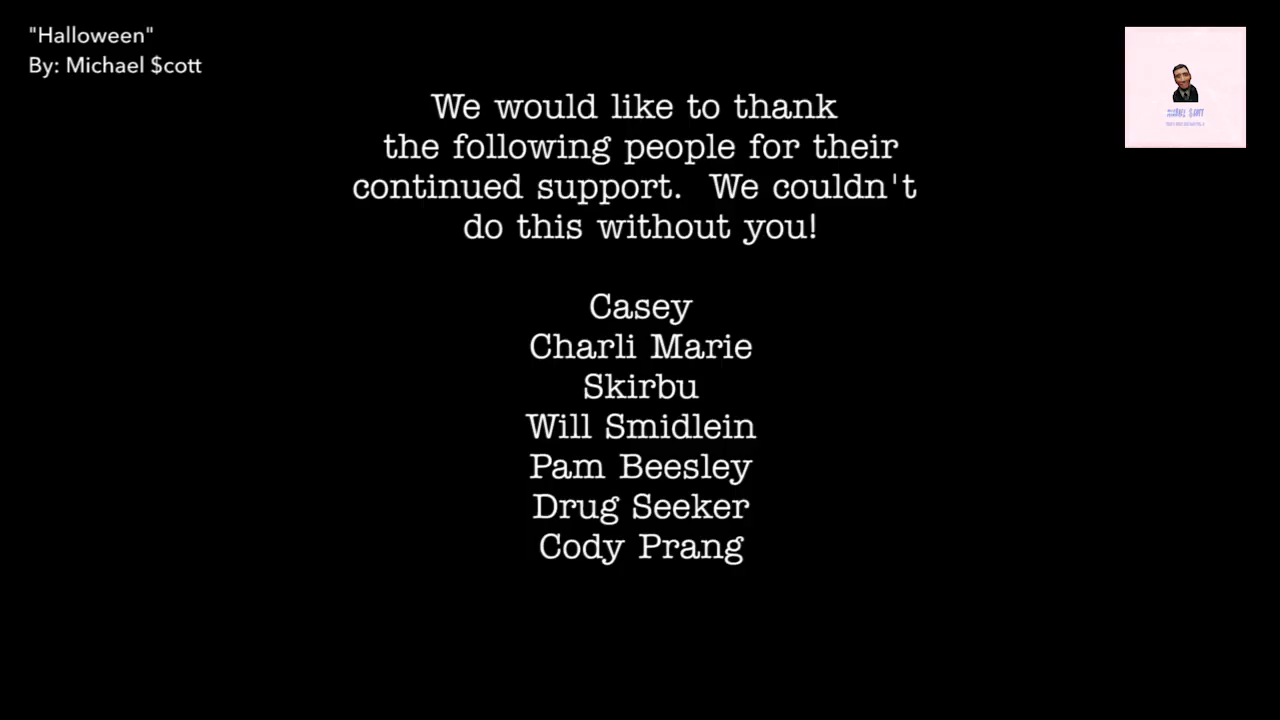 "Halloween"
By: Michael $cott
We would like to thank
the following people for their
continued support.  We couldn't
do this without you!
Casey
Charli Marie
Skirbu
Will Smidlein
Pam Beesley
Drug Seeker
Cody Prang